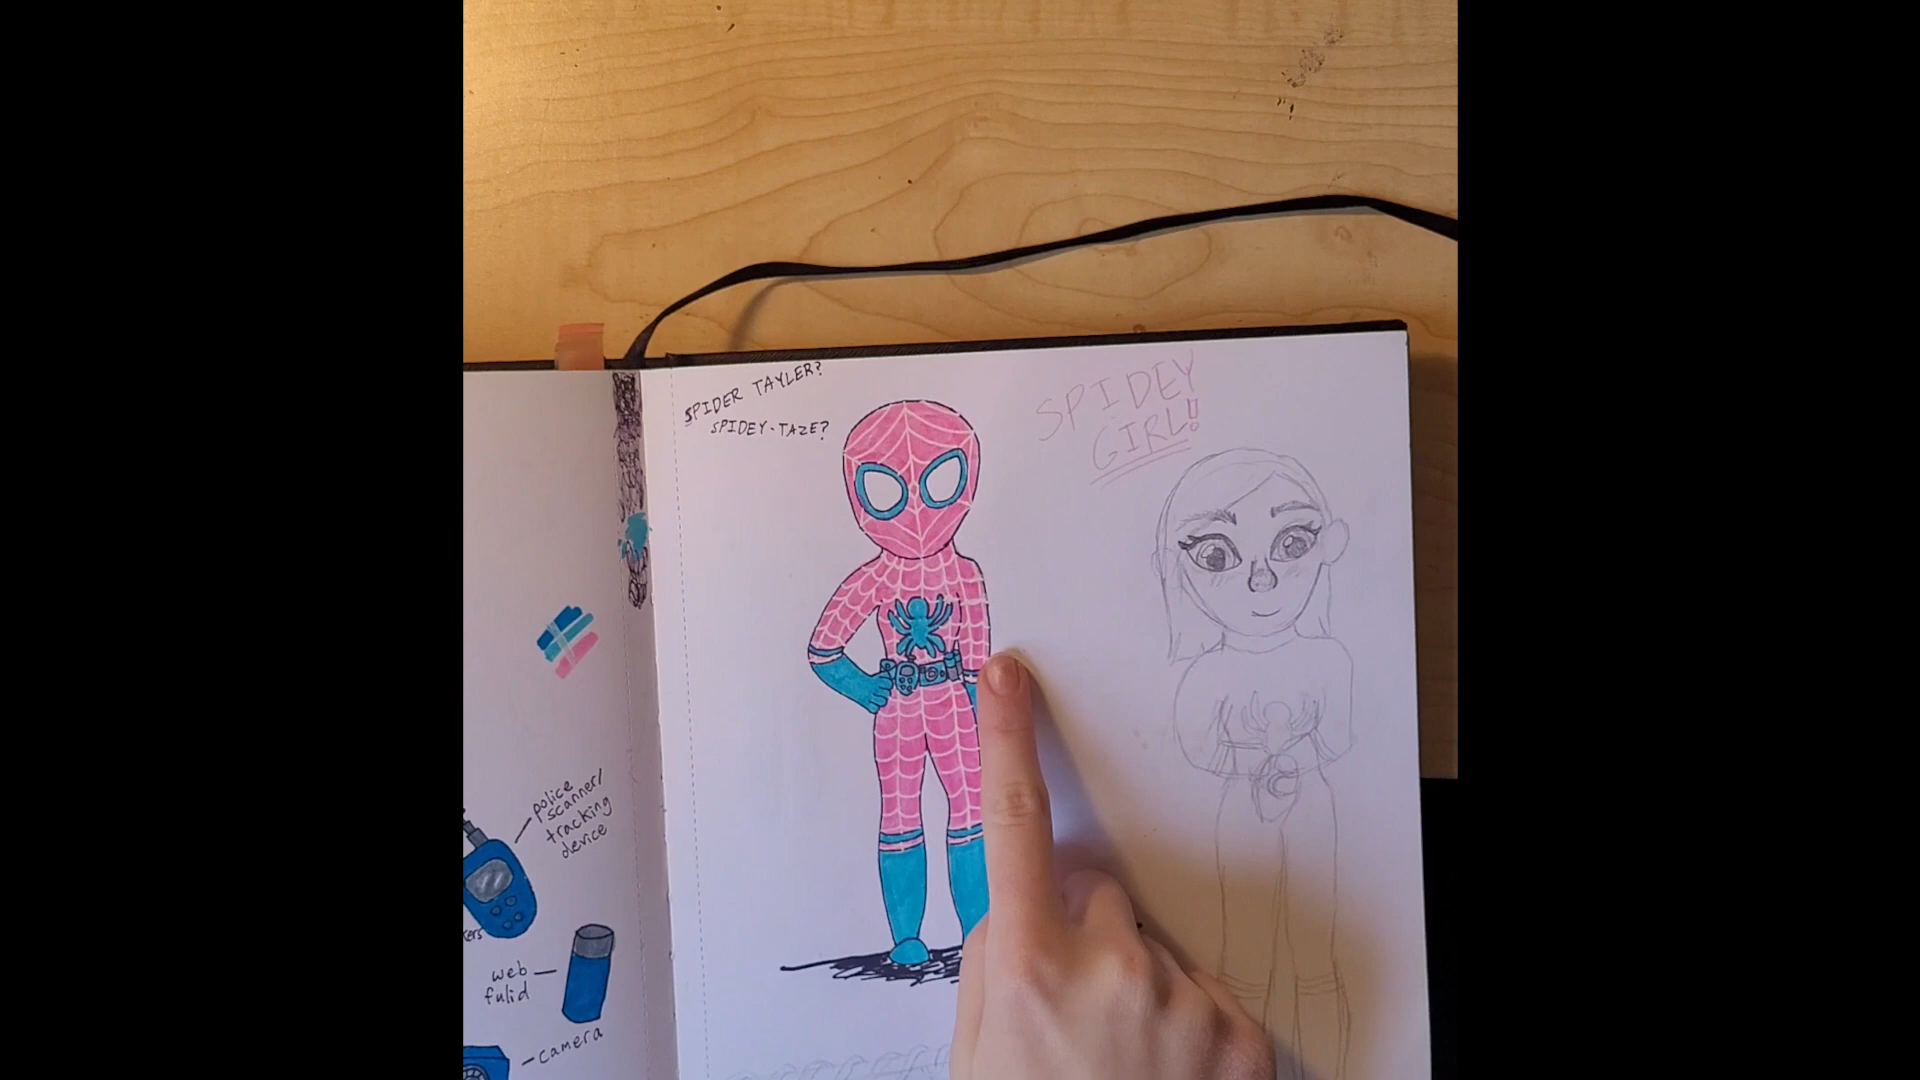 SPIDER TAYLER?
SPIDEY-TAZE?
SPIDEY
GIRL!
police
scanner/
tracking
device
web
fulid
camera